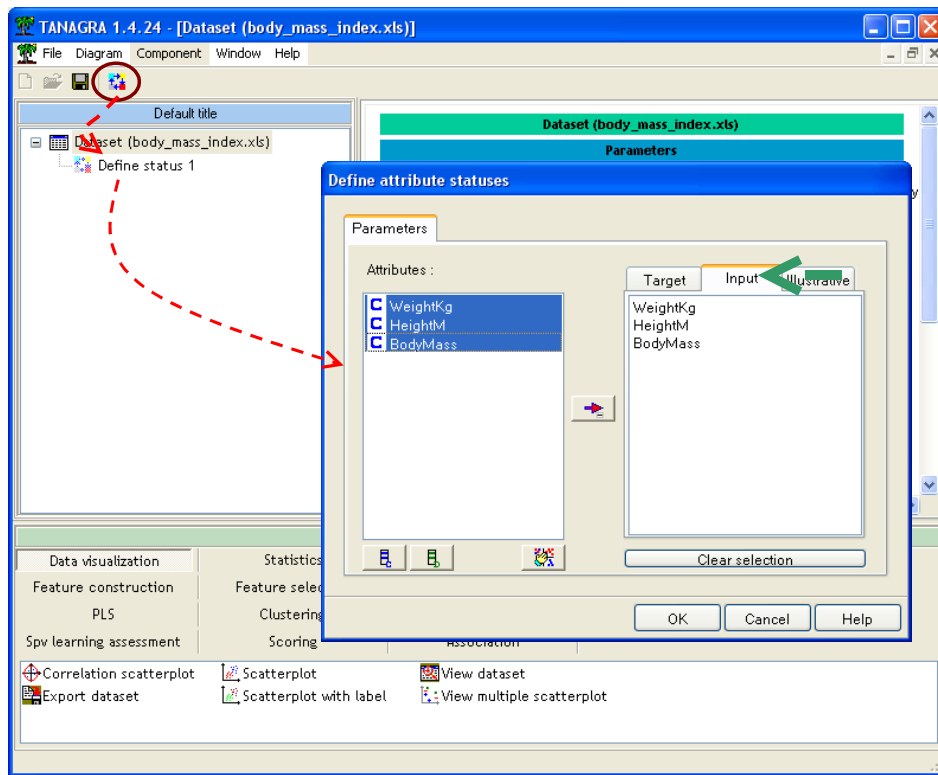 TANAGRA 1.4.24 - [Dataset (body_mass_index.xls)]
File Diagram Component Window Help
Default title
Dataset (body_mass_index.xls)
Define status 1
Dataset (body_mass_index.xls)
Parameters
Define attribute statuses
Parameters
Attributes :
C WeightKg
C HeightM
C BodyMass
Target Input Illustrative
WeightKg
HeightM
BodyMass
Clear selection
OK Cancel Help
Data visualization Statistics
Feature construction Feature selec
PLS Clustering
Spv learning assessment Scoring Association
Correlation scatterplot Scatterplot View dataset
Export dataset Scatterplot with label View multiple scatterplot